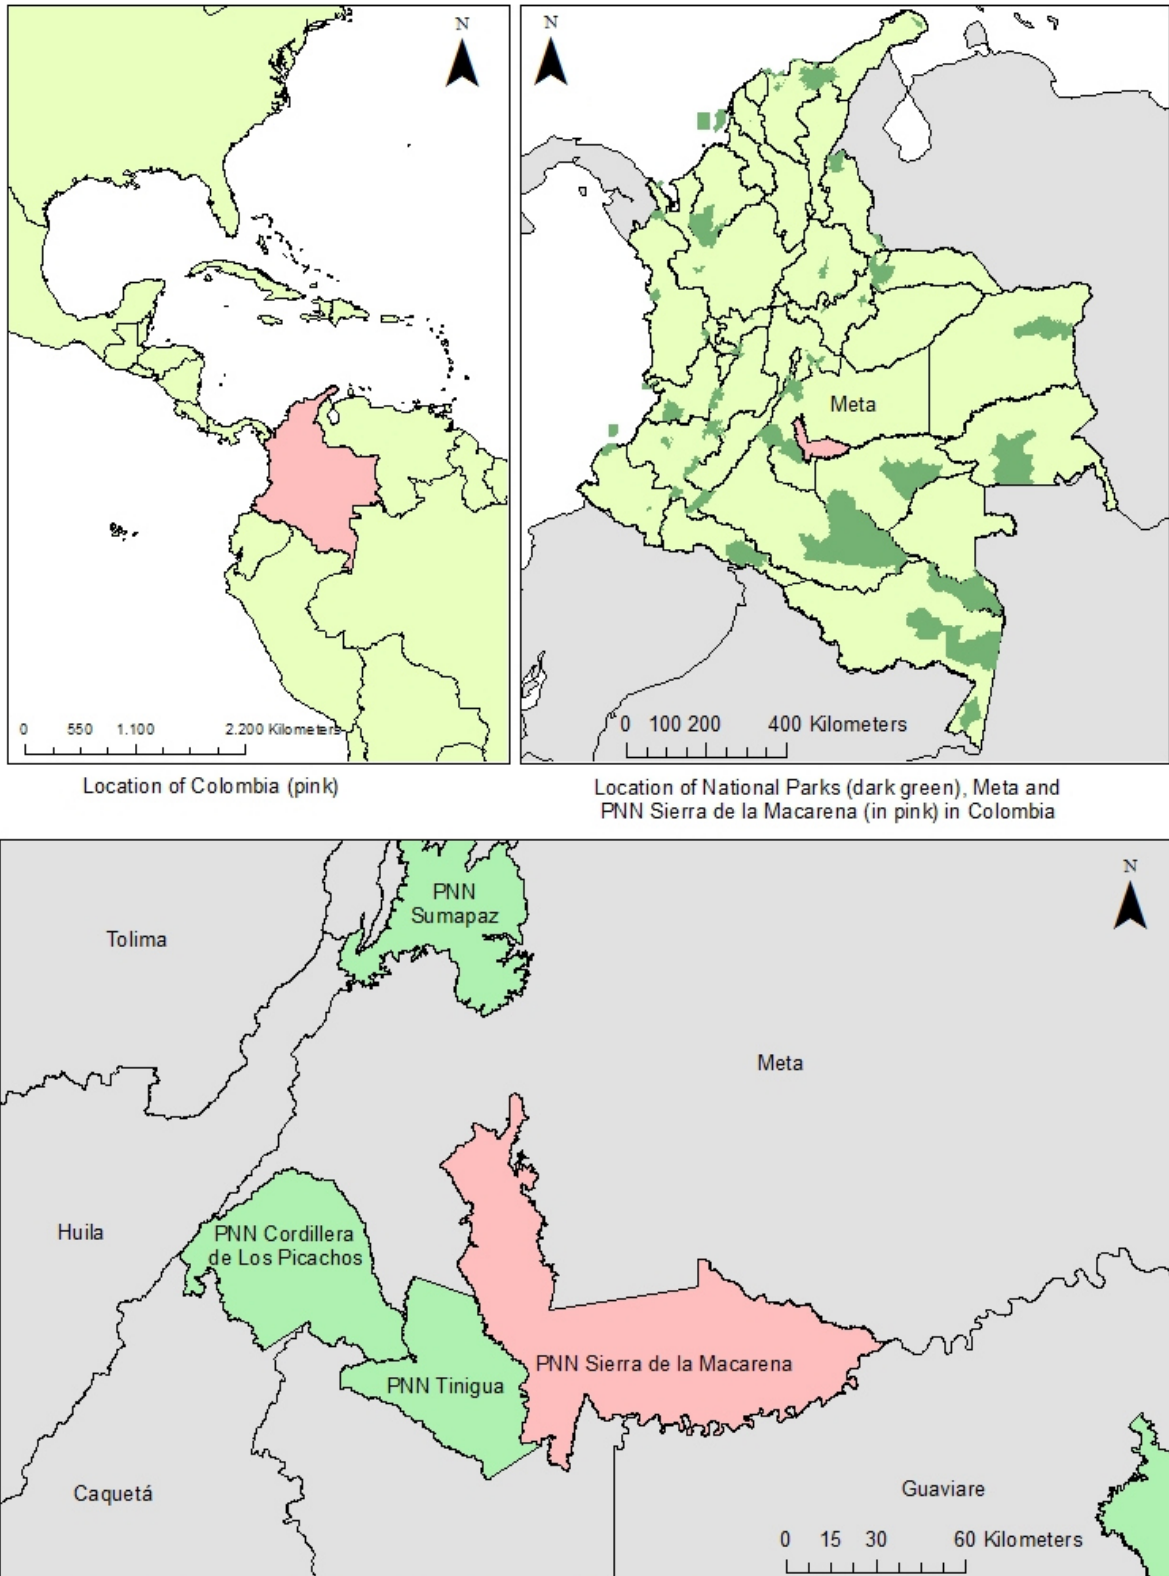 N
0 550 1.100 2.200 Kilometers
Location of Colombia (pink)
N
Meta
0 100 200 400 Kilometers
Location of National Parks (dark green), Meta and
PNN Sierra de la Macarena (in pink) in Colombia
N
PNN
Sumapaz
Tolima
Meta
Huila
PNN Cordillera
de Los Picachos
PNN Sierra de la Macarena
PNN Tinigua
Caquetá
Guaviare
0 15 30 60 Kilometers